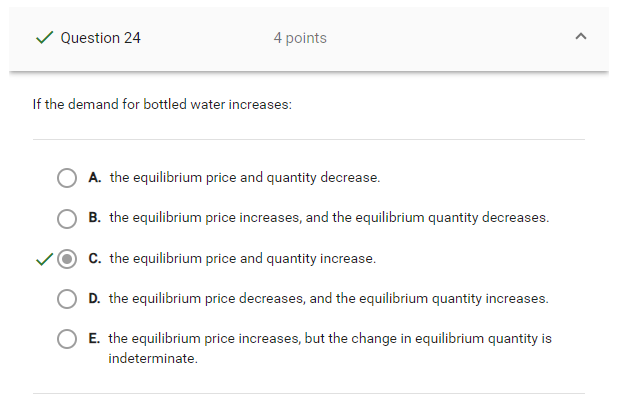 Question 24 4 points
If the demand for bottled water increases:
A. the equilibrium price and quantity decrease.
B. the equilibrium price increases, and the equilibrium quantity decreases.
C. the equilibrium price and quantity increase.
D. the equilibrium price decreases, and the equilibrium quantity increases.
E. the equilibrium price increases, but the change in equilibrium quantity is
indeterminate.